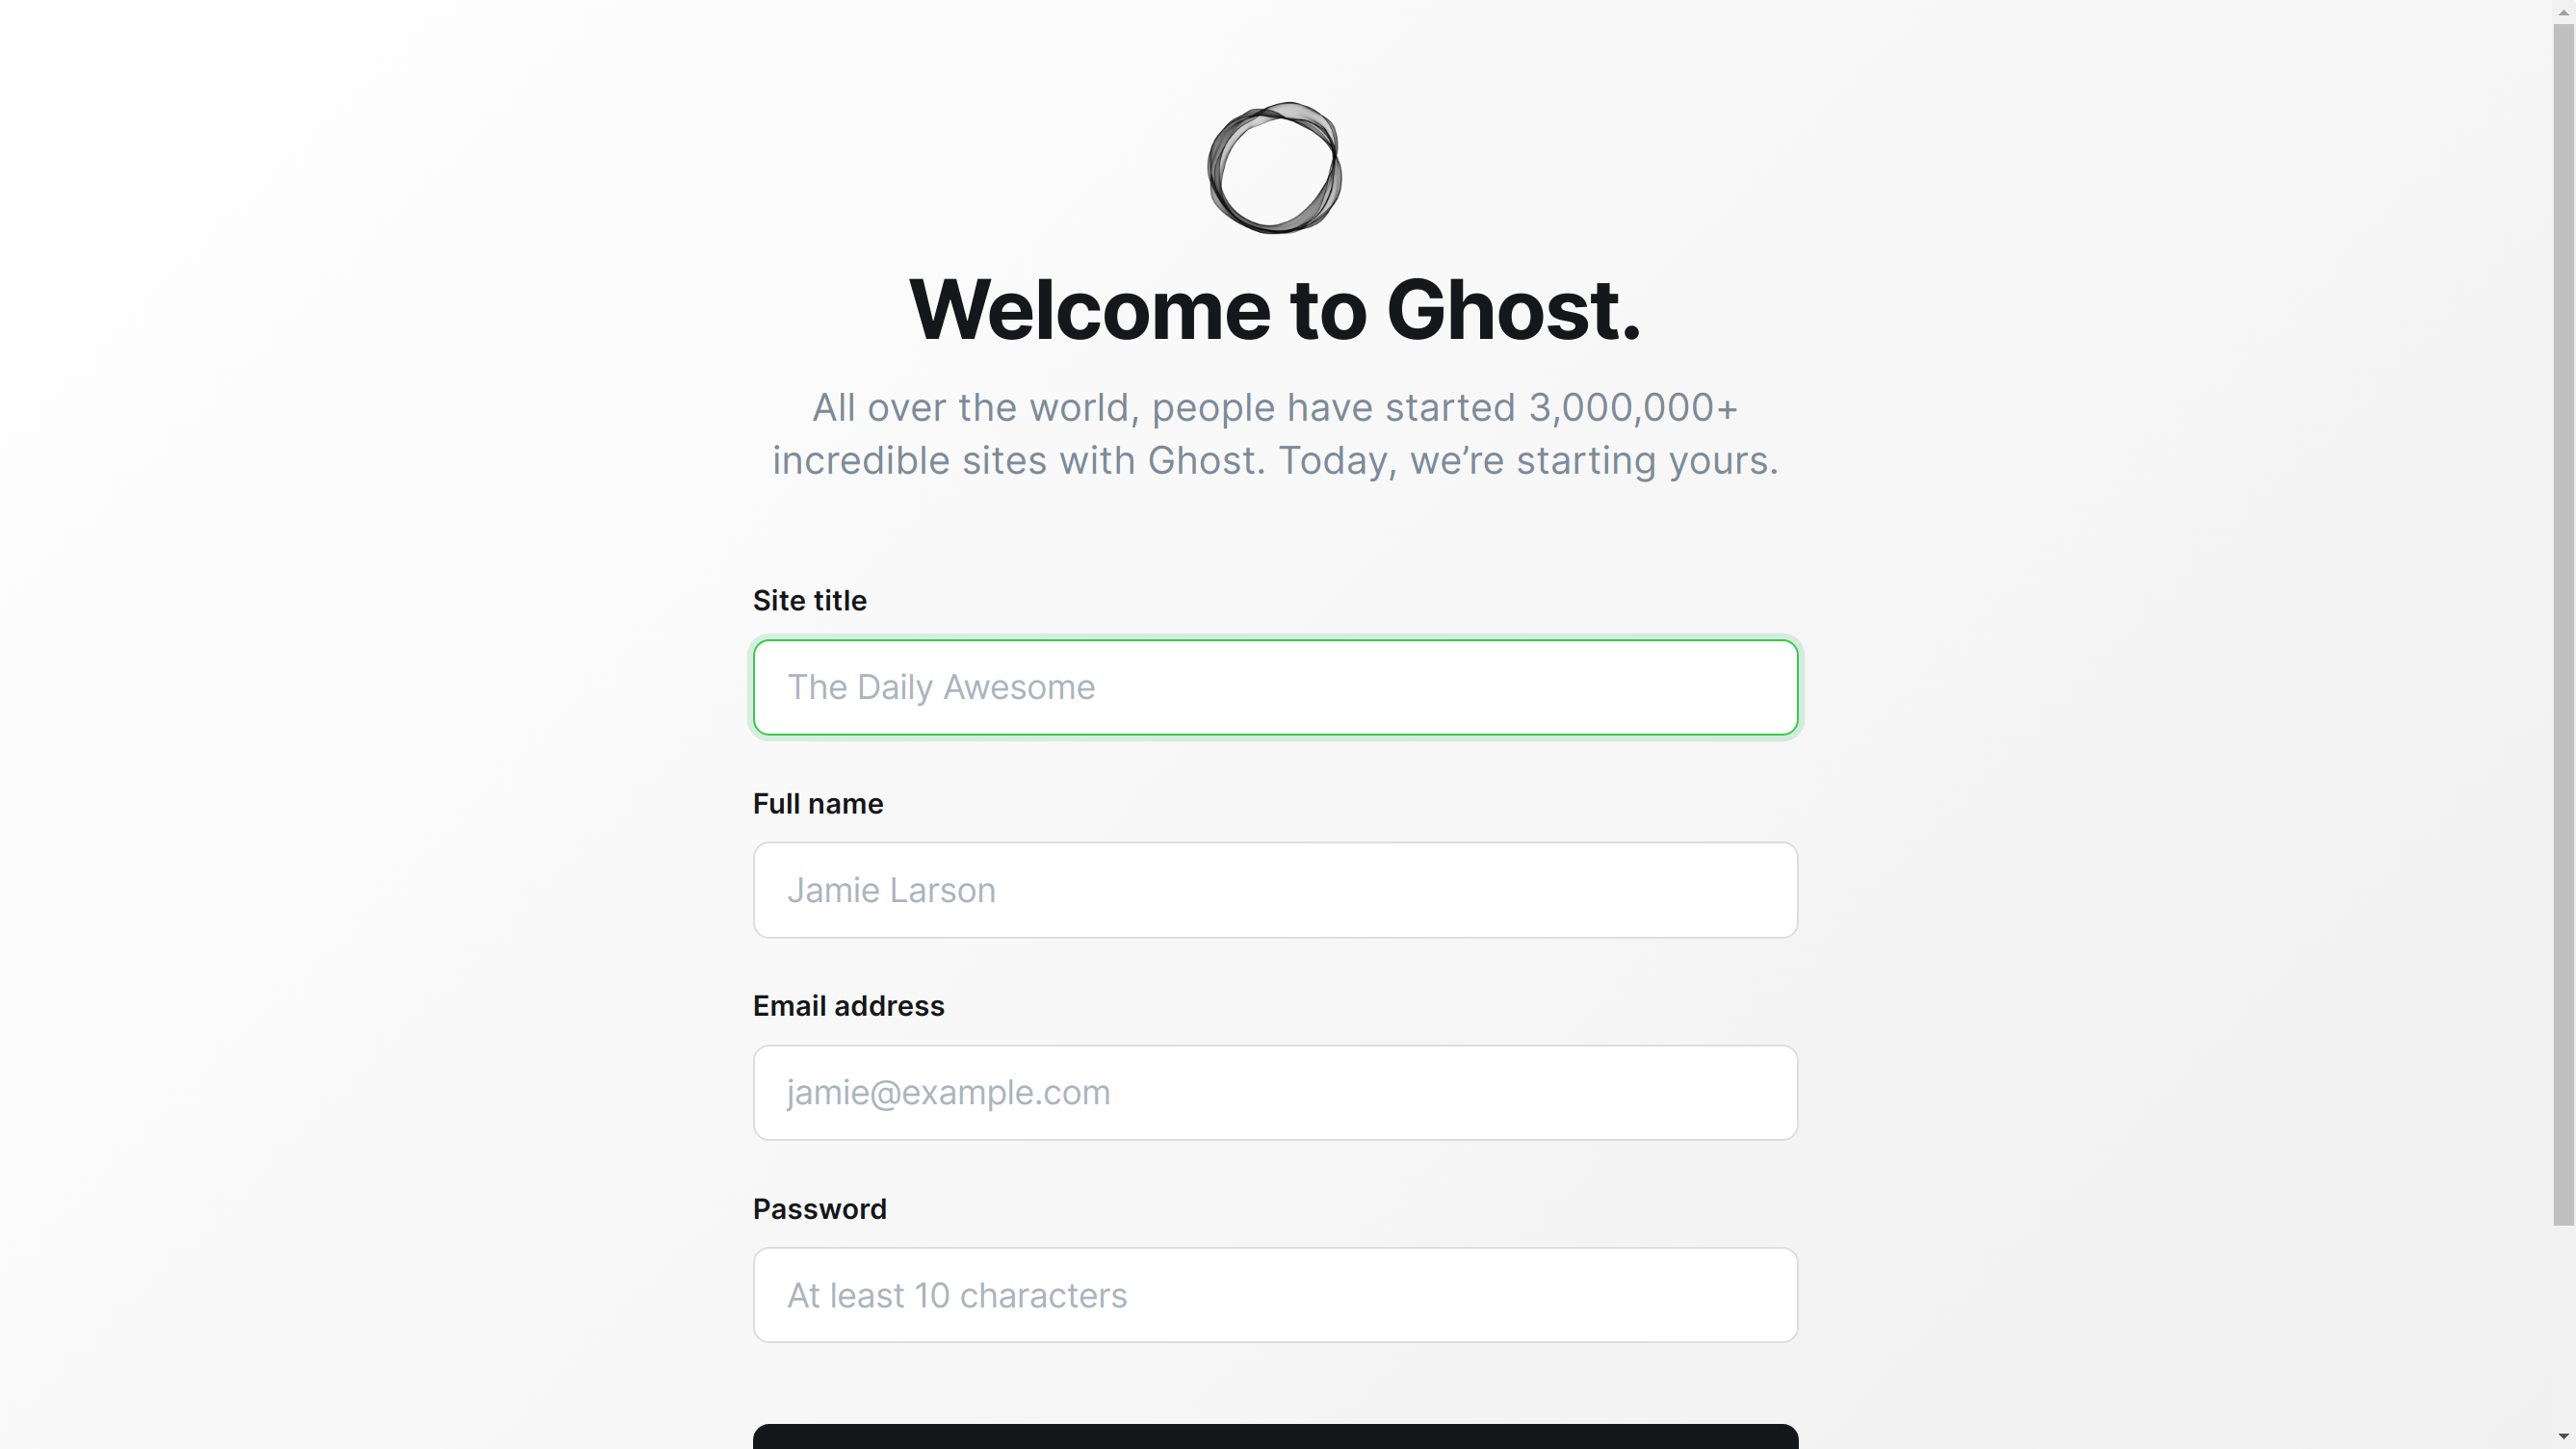 Welcome to Ghost.
All over the world, people have started 3,000,000+
incredible sites with Ghost. Today, we’re starting yours.
Site title
The Daily Awesome
Full name
Jamie Larson
Email address
jamie@example.com
Password
At least 10 characters